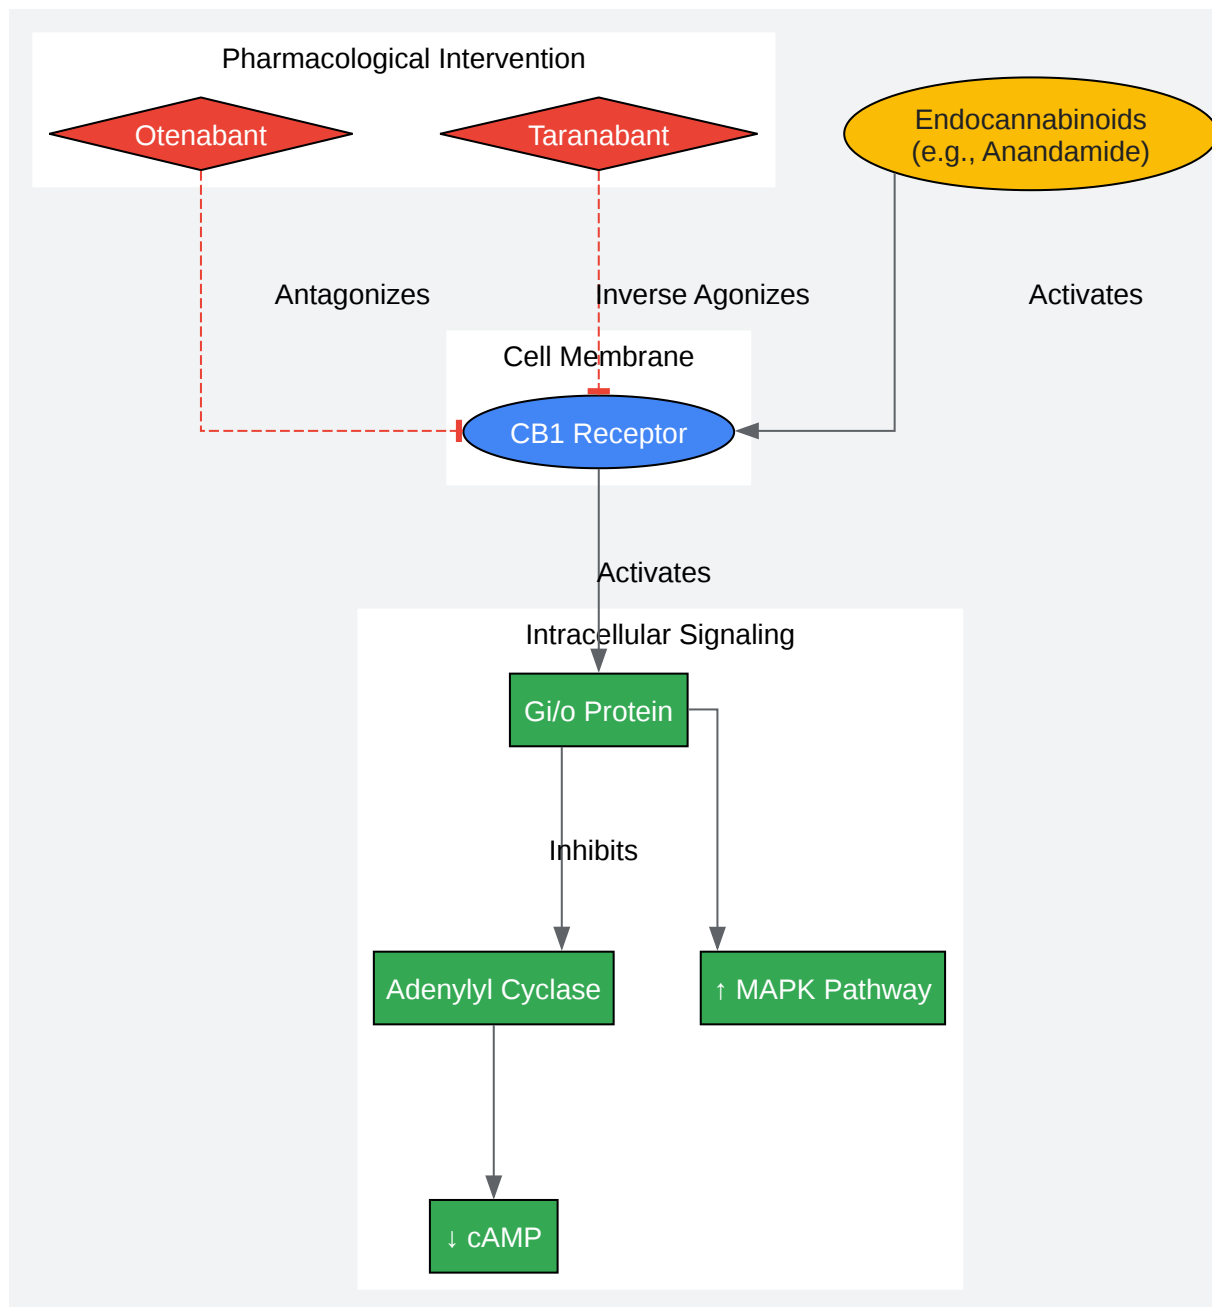 Pharmacological Intervention
Otenabant
Taranabant
Endocannabinoids
(e.g., Anandamide)
Antagonizes
Inverse Agonizes
Activates
Cell Membrane
CB1 Receptor
Activates
Intracellular Signaling
Gi/o Protein
Inhibits
Adenylyl Cyclase
↑ MAPK Pathway
↓ cAMP